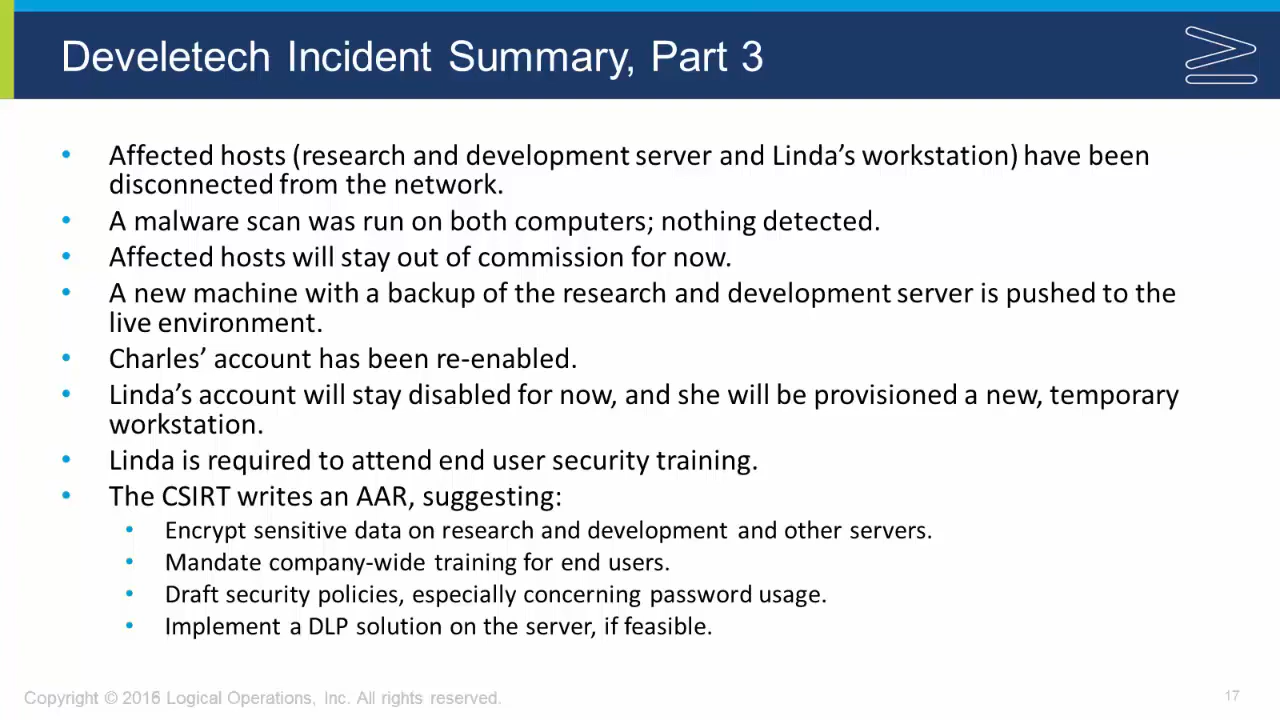 Develetech Incident Summary, Part 3
• Affected hosts (research and development server and Linda's workstation) have been
disconnected from the network.
• A malware scan was run on both computers; nothing detected.
• Affected hosts will stay out of commission for now.
• A new machine with a backup of the research and development server is pushed to the
live environment.
• Charles' account has been re-enabled.
• Linda's account will stay disabled for now, and she will be provisioned a new, temporary
workstation.
• Linda is required to attend end user security training.
• The CSIRT writes an AAR, suggesting:
• Encrypt sensitive data on research and development and other servers.
• Mandate company-wide training for end users.
• Draft security policies, especially concerning password usage.
• Implement a DLP solution on the server, if feasible.
Copyright © 2016 Logical Operations, Inc. All rights reserved.
17